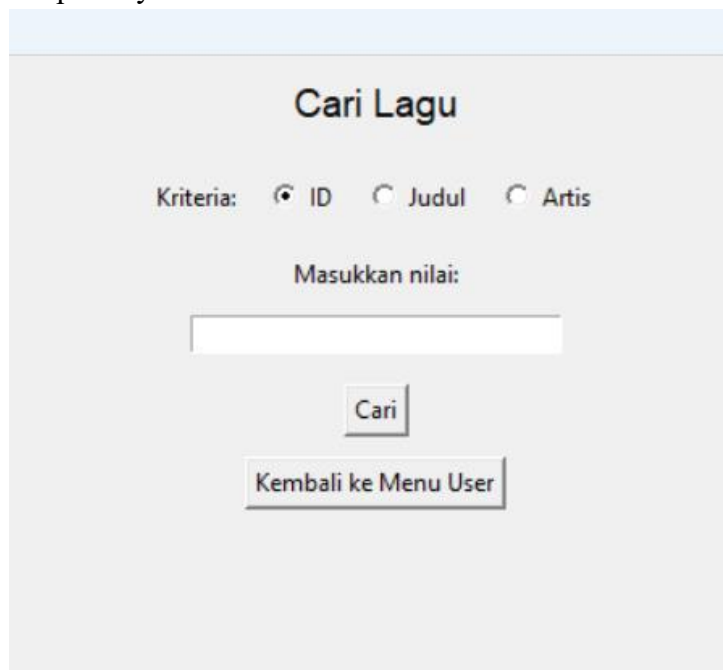 Cari Lagu
Kriteria: ID Judul Artis
Masukkan nilai:
Cari
Kembali ke Menu User